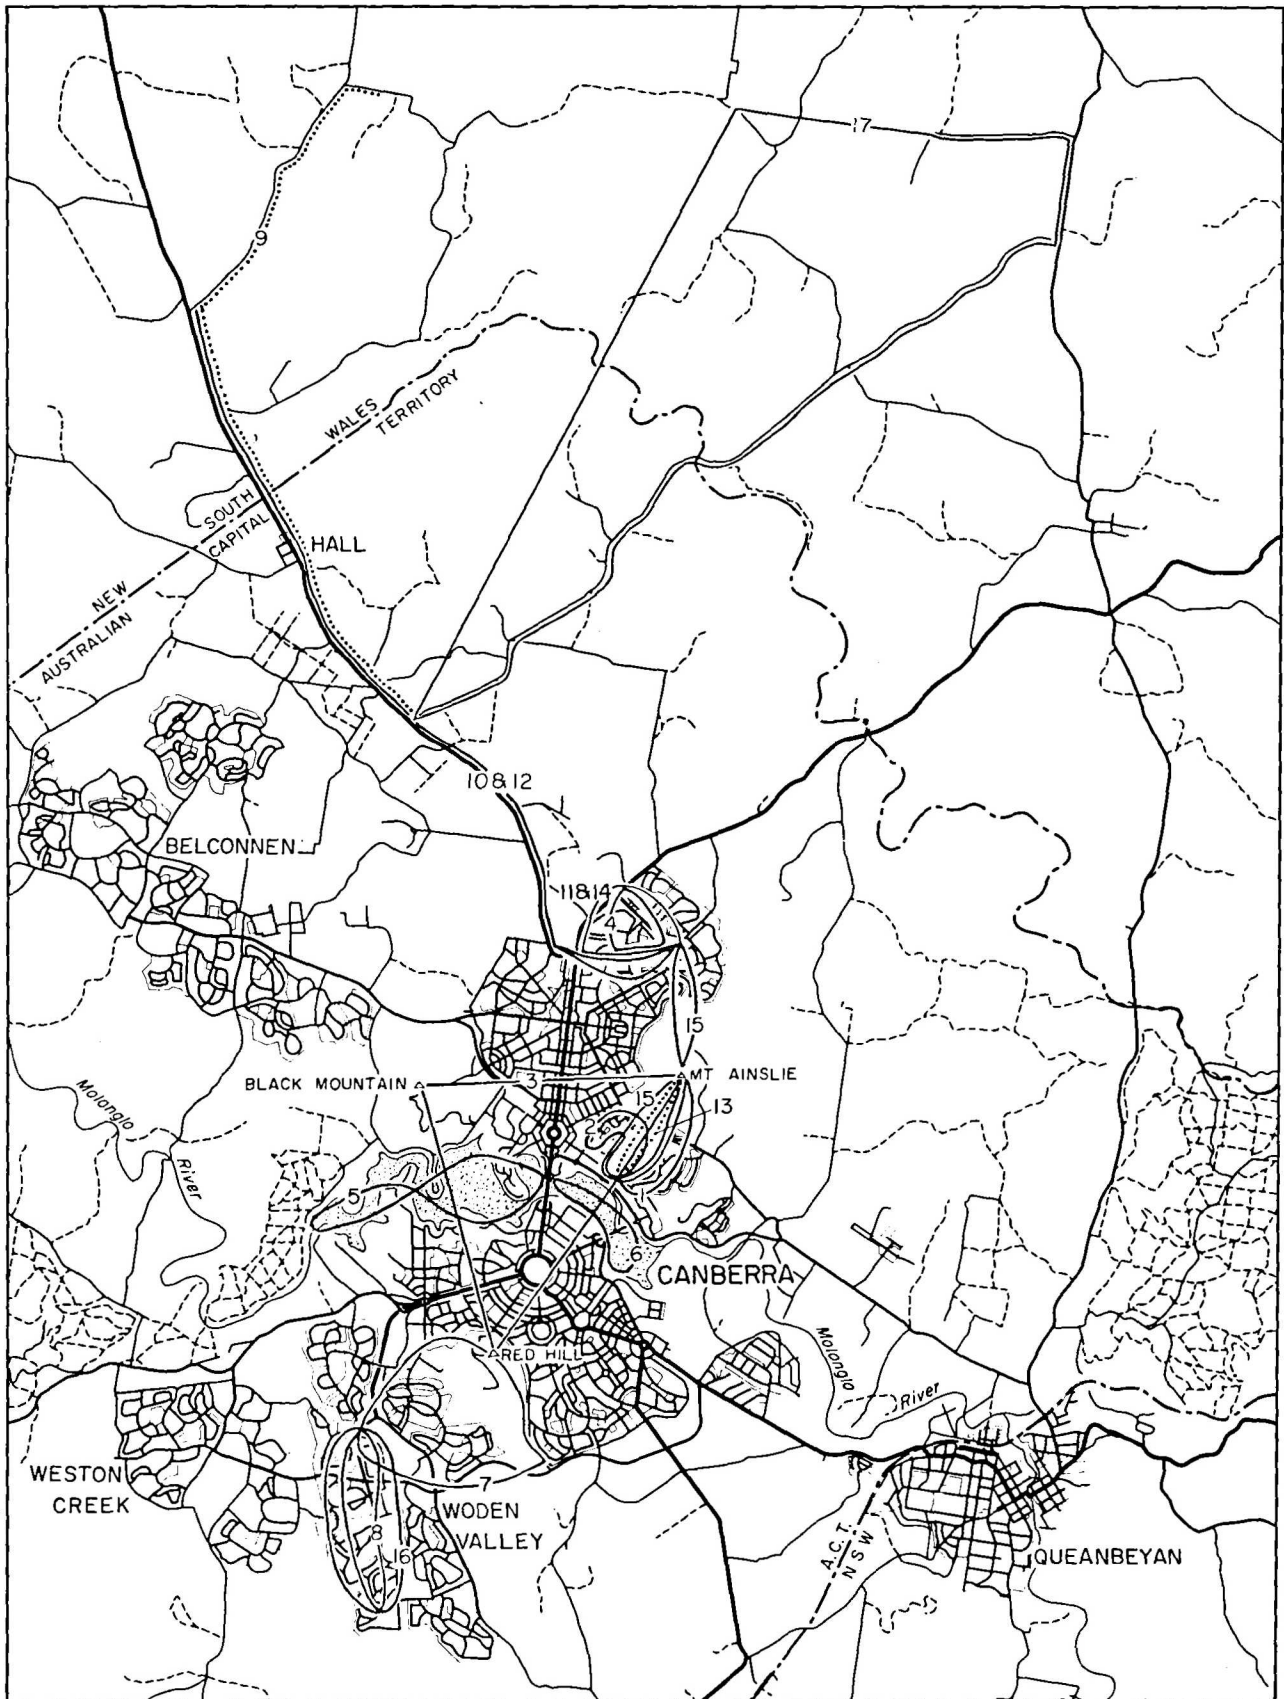 17
9
WALES
TERRITORY
SOUTH
CAPITAL
HALL
NEW
AUSTRALIAN
10 & 12
BELCONNEN
11 & 14
4
15
BLACK MOUNTAIN
3
MT AINSLIE
15
13
2
Molonglo
River
5
1
6
CANBERRA
RED HILL
Molonglo
River
WESTON
CREEK
7
WODEN
VALLEY
8
16
A.C.T.
N S W
QUEANBEYAN